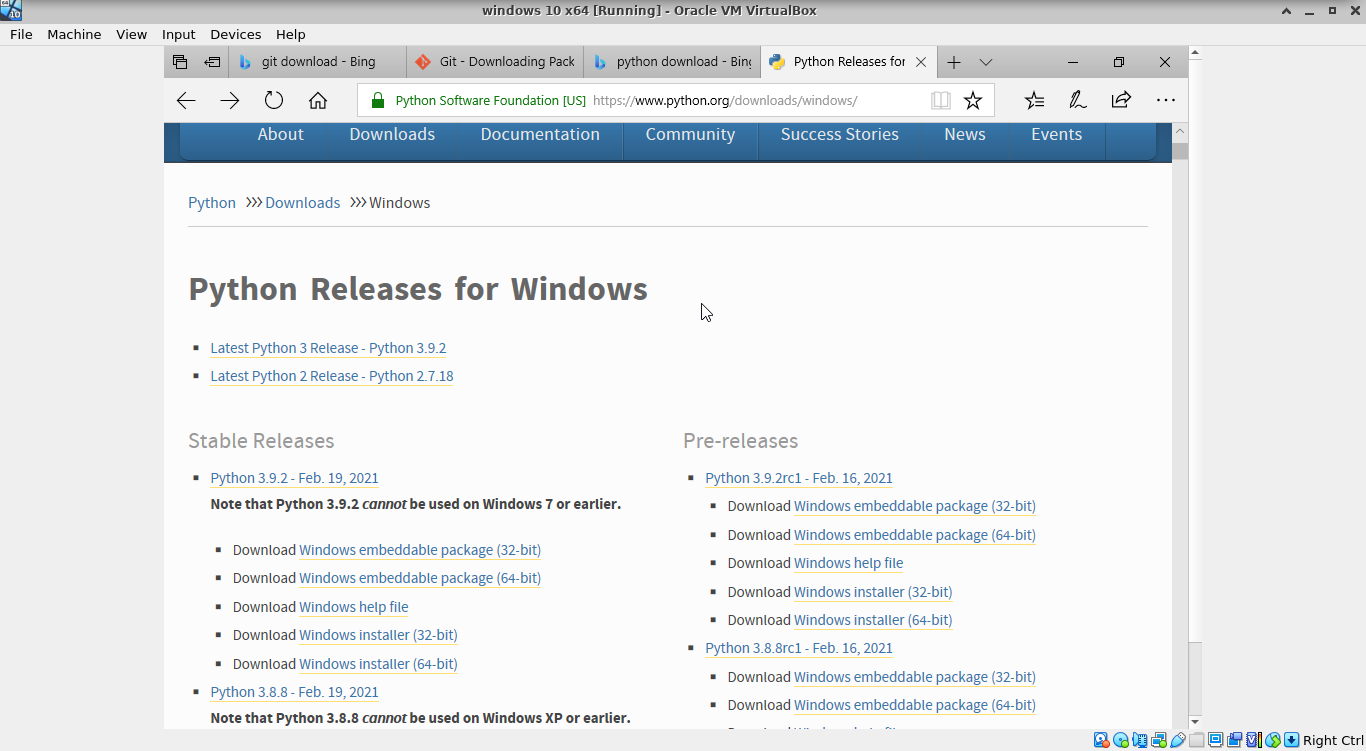 windows 10 x64 [Running] - Oracle VM VirtualBox
File Machine View Input Devices Help
git download - Bing
Git - Downloading Pack
python download - Bing
Python Releases for
Python Software Foundation [US] https://www.python.org/downloads/windows/
About Downloads Documentation Community Success Stories News Events
Python >>> Downloads >>> Windows
Python Releases for Windows
Latest Python 3 Release - Python 3.9.2
Latest Python 2 Release - Python 2.7.18
Stable Releases
Python 3.9.2 - Feb. 19, 2021
Note that Python 3.9.2 cannot be used on Windows 7 or earlier.
Download Windows embeddable package (32-bit)
Download Windows embeddable package (64-bit)
Download Windows help file
Download Windows installer (32-bit)
Download Windows installer (64-bit)
Python 3.8.8 - Feb. 19, 2021
Note that Python 3.8.8 cannot be used on Windows XP or earlier.
Pre-releases
Python 3.9.2rc1 - Feb. 16, 2021
Download Windows embeddable package (32-bit)
Download Windows embeddable package (64-bit)
Download Windows help file
Download Windows installer (32-bit)
Download Windows installer (64-bit)
Python 3.8.8rc1 - Feb. 16, 2021
Download Windows embeddable package (32-bit)
Download Windows embeddable package (64-bit)
Right Ctrl